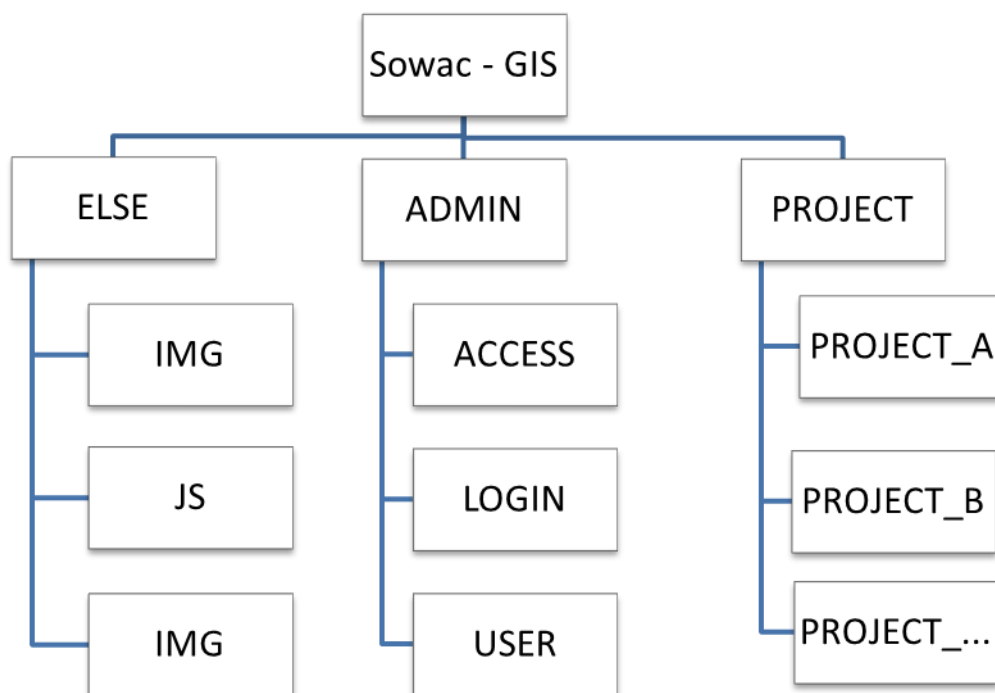 Sowac - GIS
ELSE
ADMIN
PROJECT
IMG
ACCESS
PROJECT_A
JS
LOGIN
PROJECT_B
IMG
USER
PROJECT_...